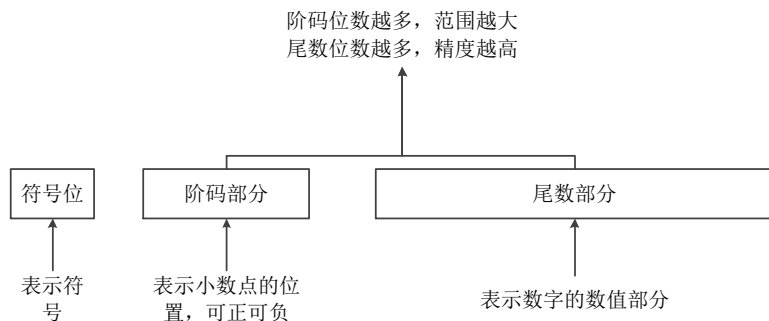 阶码位数越多，范围越大
尾数位数越多，精度越高
符号位
阶码部分
尾数部分
表示符
号
表示小数点的位
置，可正可负
表示数字的数值部分